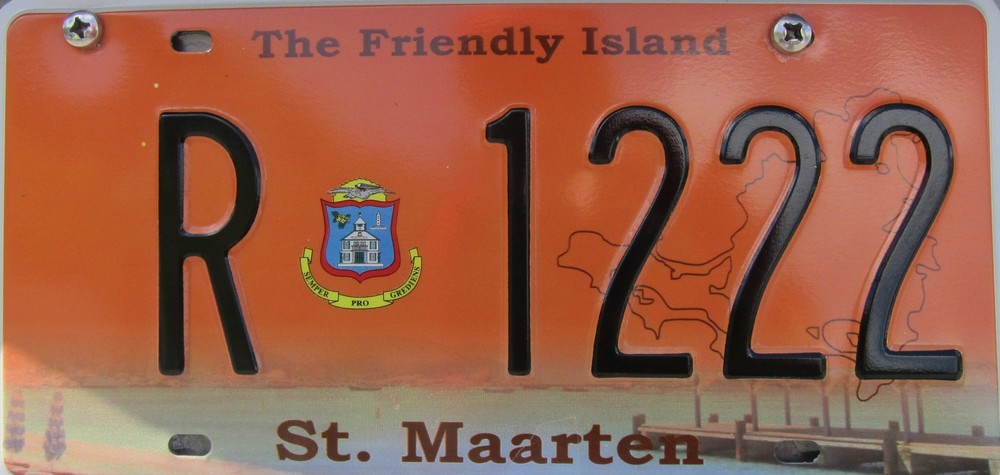 The Friendly Island
R 1222
SEMPER PRO GREDIENS
St. Maarten